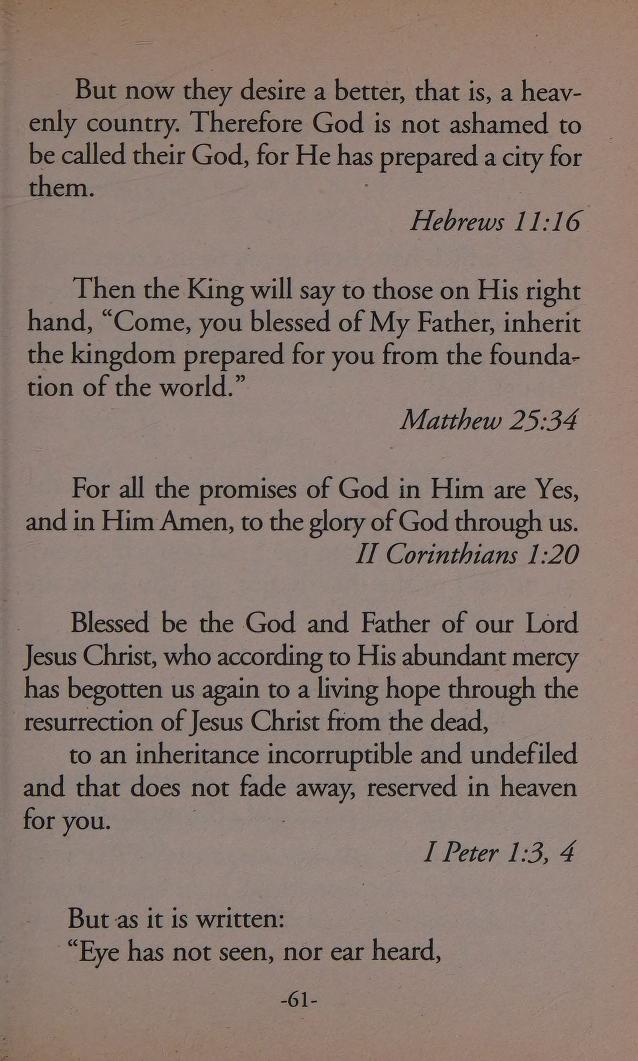 But now they desire a better, that is, a heav-
enly country. Therefore God is not ashamed to
be called their God, for He has prepared a city for
them.
Hebrews 11:16
Then the King will say to those on His right
hand, “Come, you blessed of My Father, inherit
the kingdom prepared for you from the founda-
tion of the world.”
Matthew 25:34
For all the promises of God in Him are Yes,
and in Him Amen, to the glory of God through us.
II Corinthians 1:20
Blessed be the God and Father of our Lord
Jesus Christ, who according to His abundant mercy
has begotten us again to a living hope through the
resurrection of Jesus Christ from the dead,
to an inheritance incorruptible and undefiled
and that does not fade away, reserved in heaven
for you.
I Peter 1:3, 4
But as it is written:
“Eye has not seen, nor ear heard,
-61-